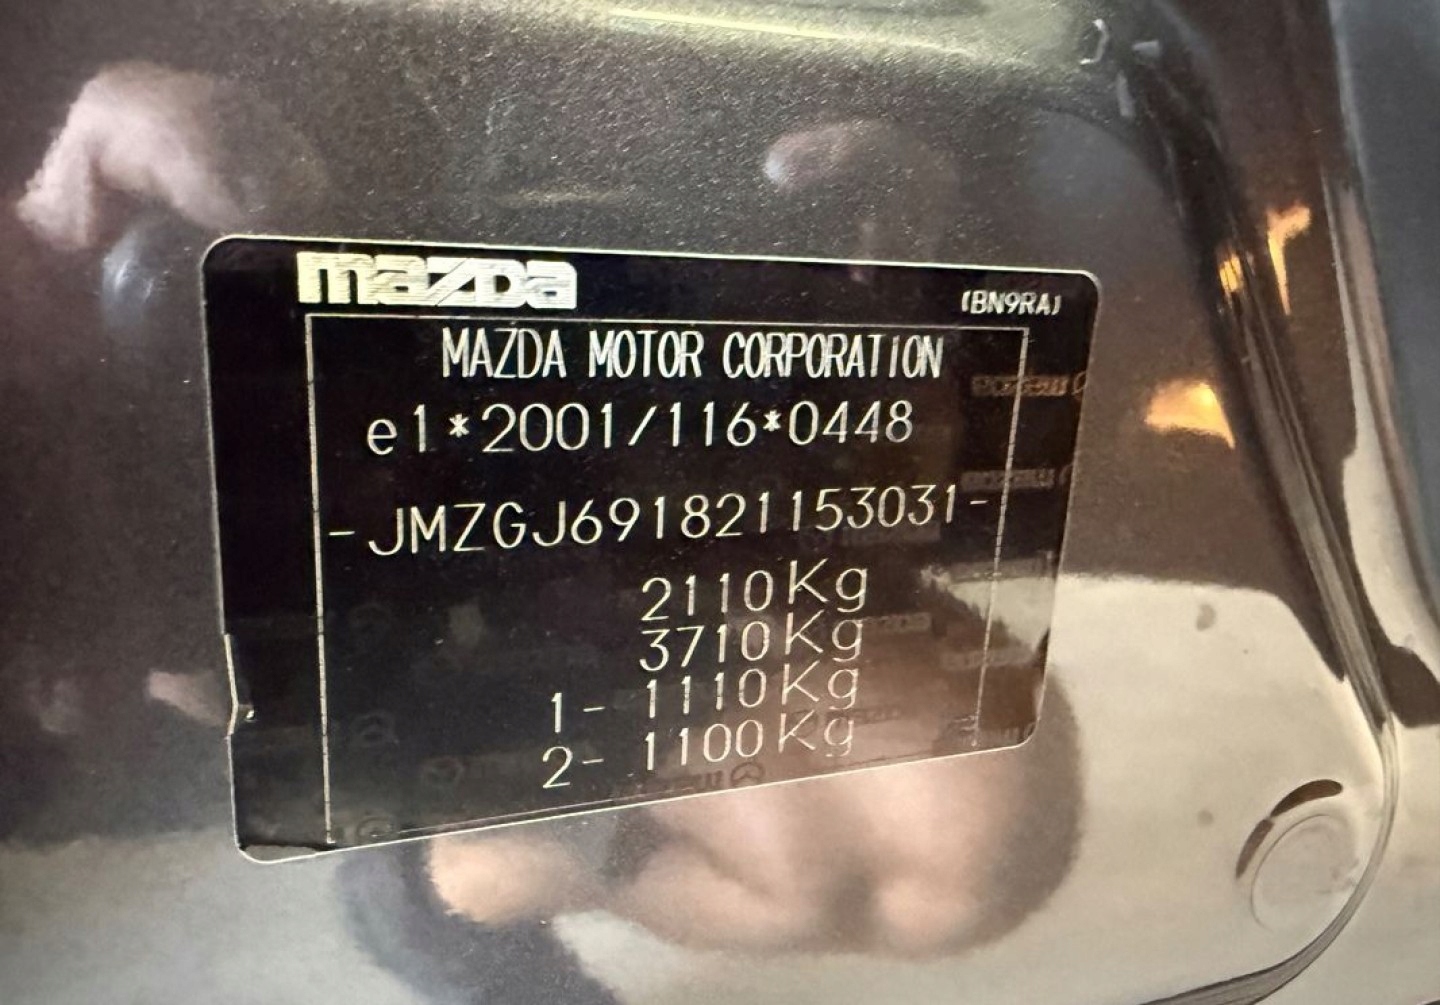 mazDa
(BN9RA)
MAZDA MOTOR CORPORATION
e1*2001/116*0448
-JMZGJ691821153031-
2110Kg
3710Kg
1- 1110Kg
2- 1100Kg